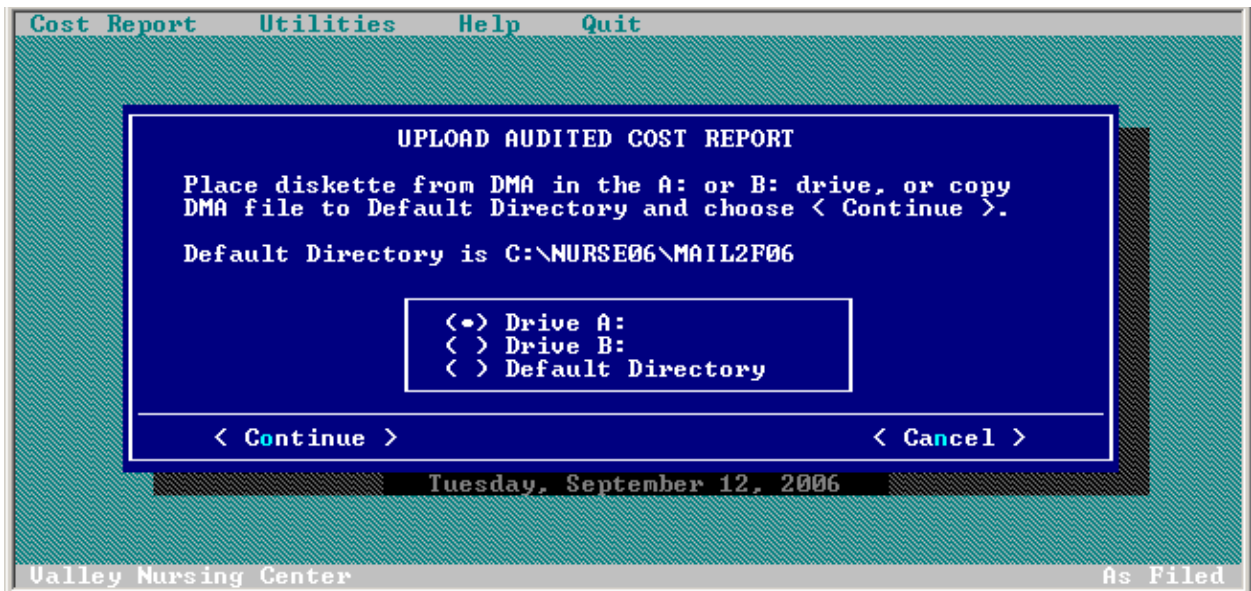 Cost Report Utilities Help Quit
UPLOAD AUDITED COST REPORT
Place diskette from DMA in the A: or B: drive, or copy
DMA file to Default Directory and choose < Continue >.
Default Directory is C:\NURSE06\MAIL2F06
(•) Drive A:
( ) Drive B:
( ) Default Directory
< Continue > < Cancel >
Tuesday, September 12, 2006
Valley Nursing Center As Filed